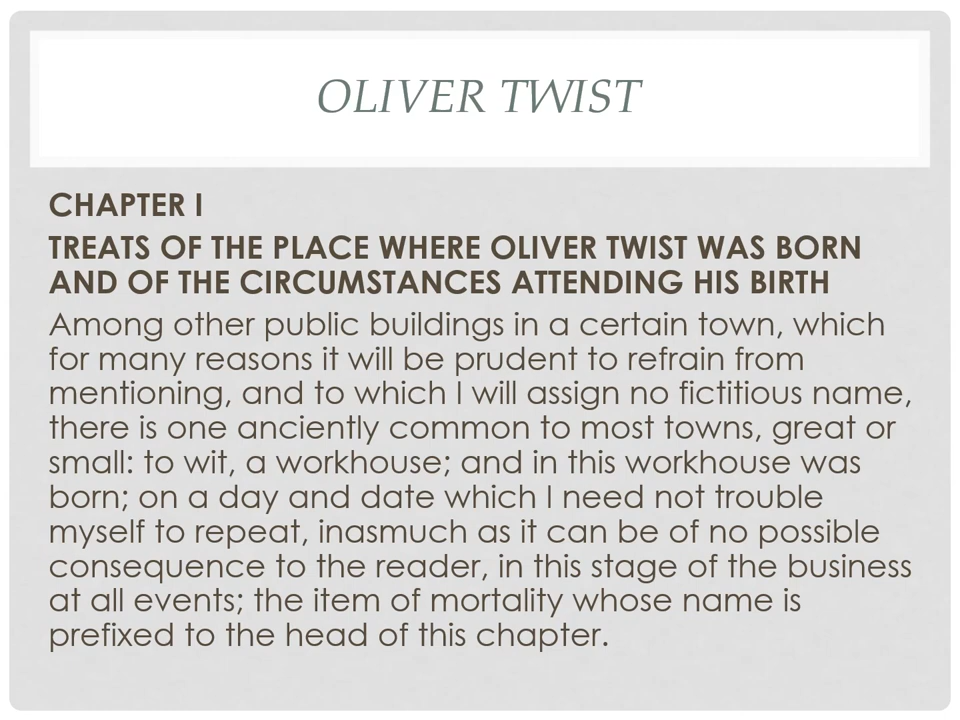 OLIVER TWIST
CHAPTER I
TREATS OF THE PLACE WHERE OLIVER TWIST WAS BORN
AND OF THE CIRCUMSTANCES ATTENDING HIS BIRTH
Among other public buildings in a certain town, which
for many reasons it will be prudent to refrain from
mentioning, and to which I will assign no fictitious name,
there is one anciently common to most towns, great or
small: to wit, a workhouse; and in this workhouse was
born; on a day and date which I need not trouble
myself to repeat, inasmuch as it can be of no possible
consequence to the reader, in this stage of the business
at all events; the item of mortality whose name is
prefixed to the head of this chapter.